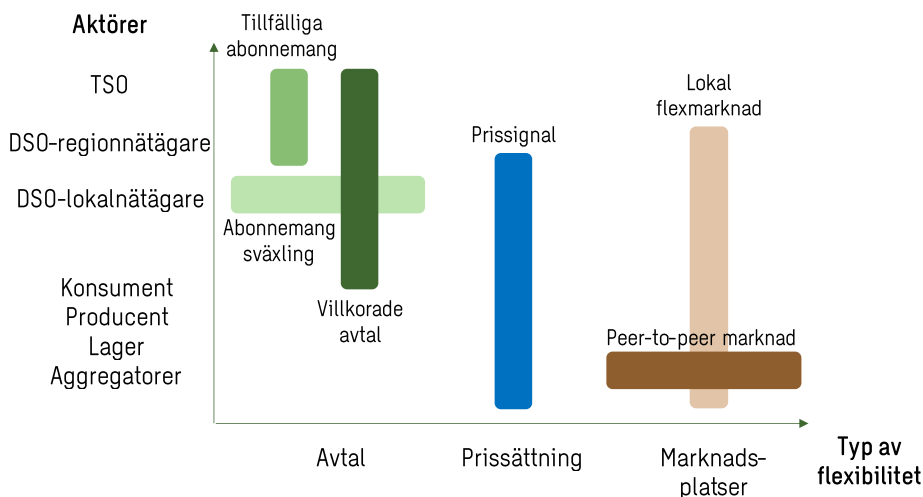 Aktörer
Tillfälliga
abonnemang
TSO
Lokal
flexmarknad
DSO-regionnätägare
Prissignal
DSO-lokalnätägare
Abonnemang
sväxling
Konsument
Producent
Lager
Aggregatorer
Villkorade
avtal
Peer-to-peer marknad
Avtal
Prissättning
Marknads-
platser
Typ av
flexibilitet